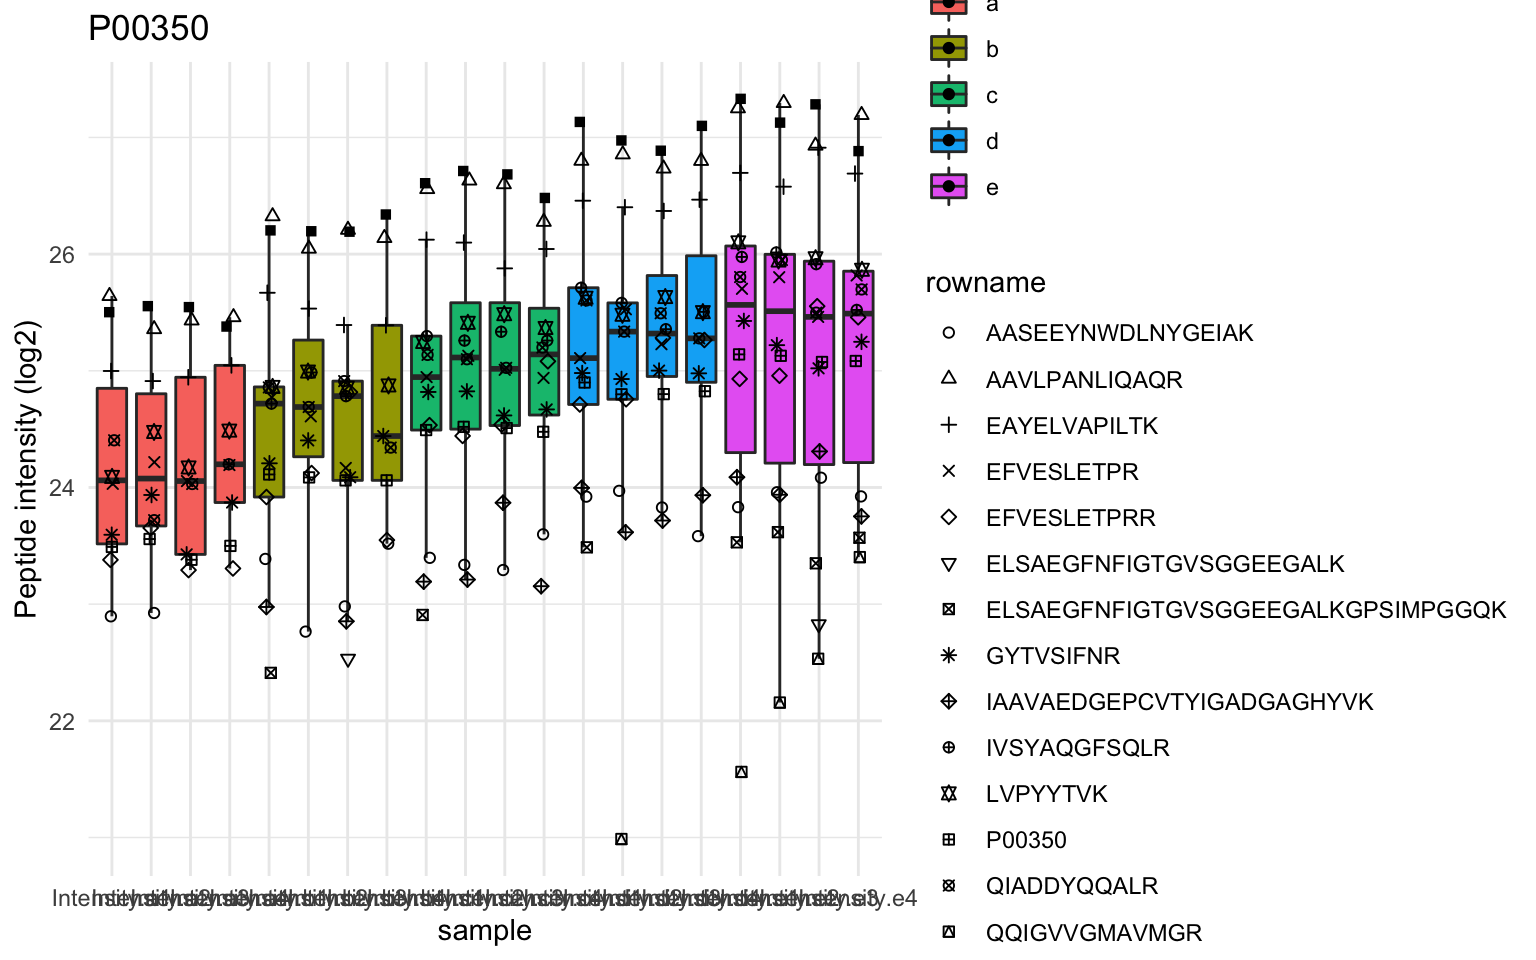 P00350
a
b
c
d
e
26
24
22
Peptide intensity (log2)
sample
rowname
AASEEYNWDLNYGEIAK
AAVLPANLIQAQR
EAYELVAPILTK
EFVESLETPR
EFVESLETPRR
ELSAEGFNFIGTGVSGGEEGALK
ELSAEGFNFIGTGVSGGEEGALKGPSIMPGGQK
GYTVSIFNR
IAAVAEDGEPCVTYIGADGAGHYVK
IVSYAQGFSQLR
LVPYYTVK
P00350
QIADDYQQALR
QQIGVVGMAVMGR